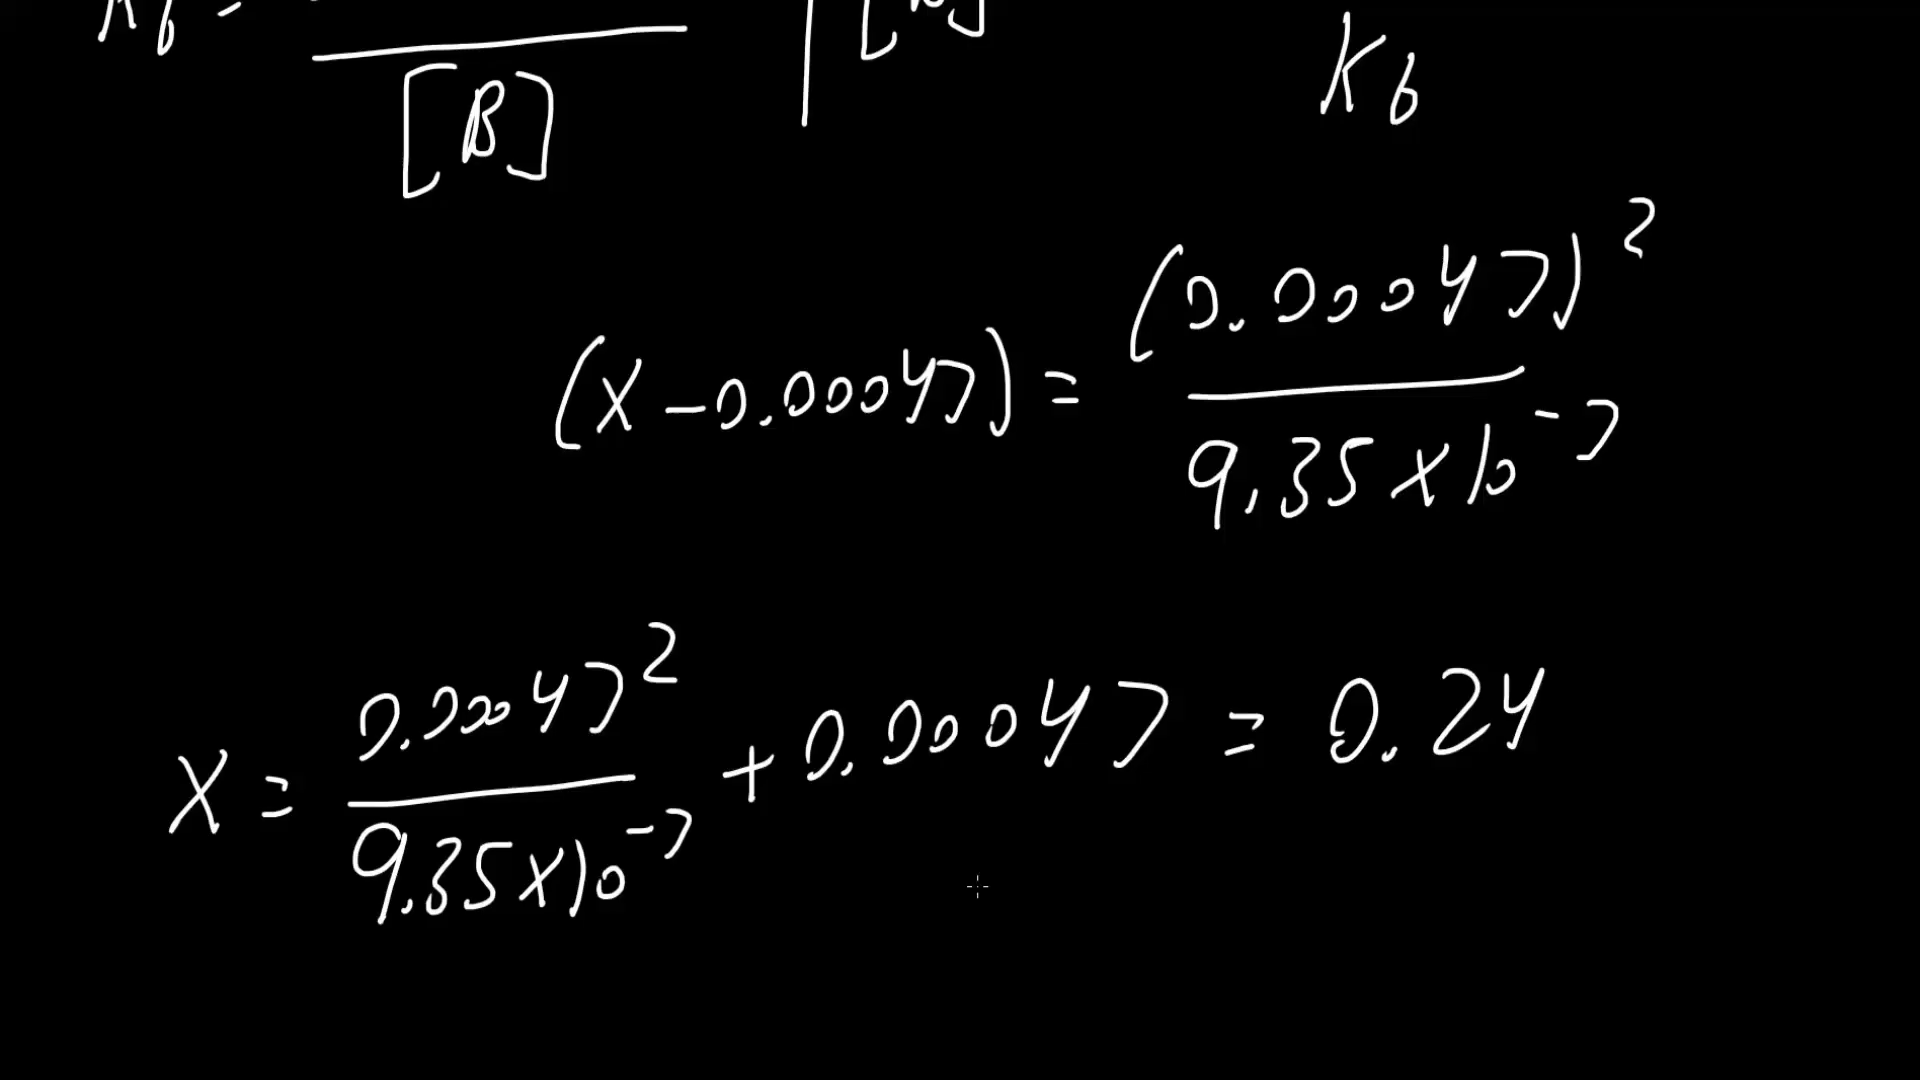 Kb =
[B]
Kb
(x - 0.00047) = (0.00047)² / 9.35 x 10⁻⁷
x = 0.00047² / 9.35 x 10⁻⁷ + 0.00047 = 0.24